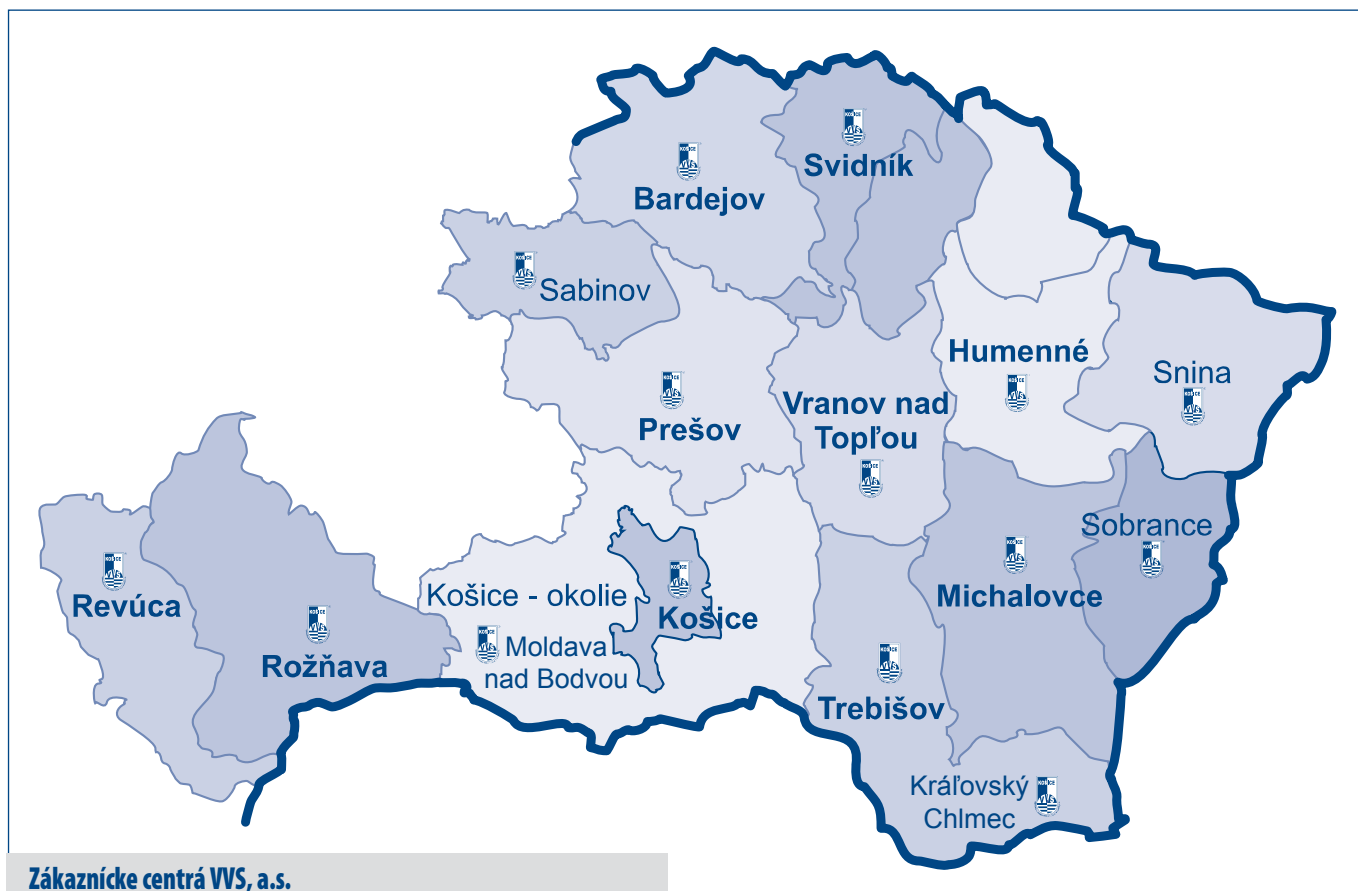 Svidník
Bardejov
Sabinov
Humenné
Snina
Vranov nad
Topľou
Prešov
Sobrance
Košice - okolie
Košice
Moldava
nad Bodvou
Revúca
Rožňava
Michalovce
Trebišov
Kráľovský
Chlmec
Zákaznícke centrá VVS, a.s.